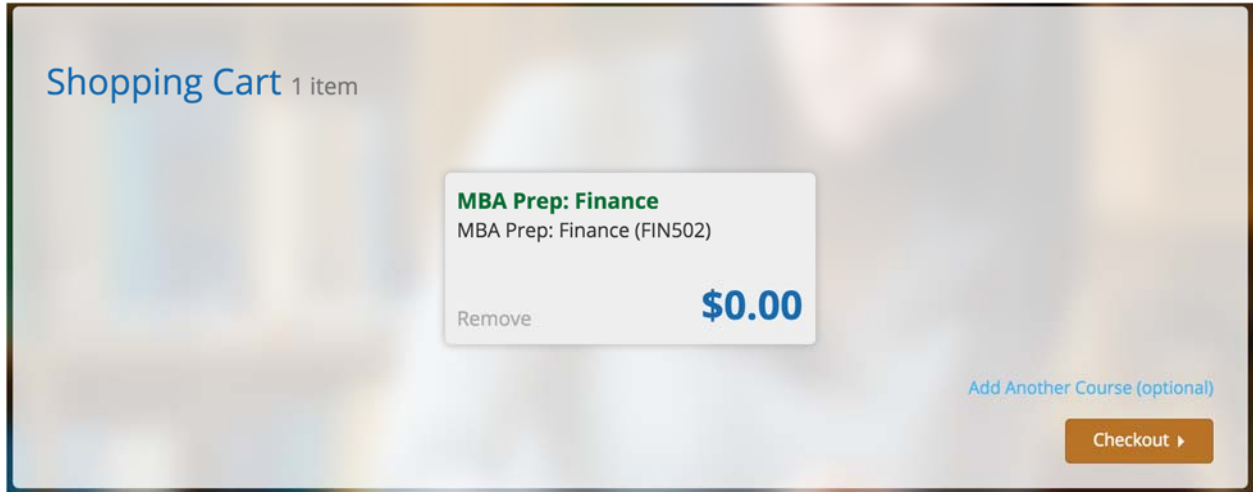 Shopping Cart 1 item
MBA Prep: Finance
MBA Prep: Finance (FIN502)
Remove $0.00
Add Another Course (optional)
Checkout